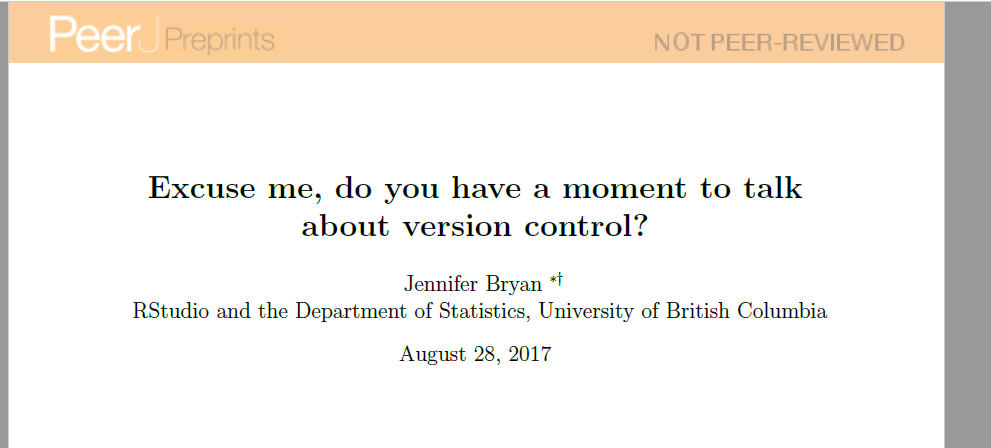 PeerJ Preprints
NOT PEER-REVIEWED
Excuse me, do you have a moment to talk
about version control?
Jennifer Bryan *†
RStudio and the Department of Statistics, University of British Columbia
August 28, 2017